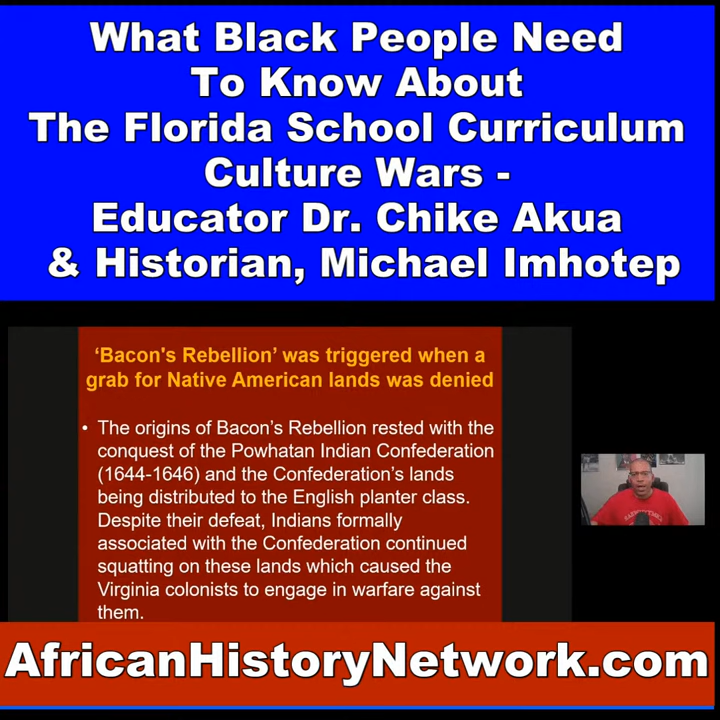 What Black People Need
To Know About
The Florida School Curriculum
Culture Wars -
Educator Dr. Chike Akua
& Historian, Michael Imhotep
‘Bacon's Rebellion’ was triggered when a
grab for Native American lands was denied
• The origins of Bacon’s Rebellion rested with the
conquest of the Powhatan Indian Confederation
(1644-1646) and the Confederation’s lands
being distributed to the English planter class.
Despite their defeat, Indians formally
associated with the Confederation continued
squatting on these lands which caused the
Virginia colonists to engage in warfare against
them.
AfricanHistoryNetwork.com